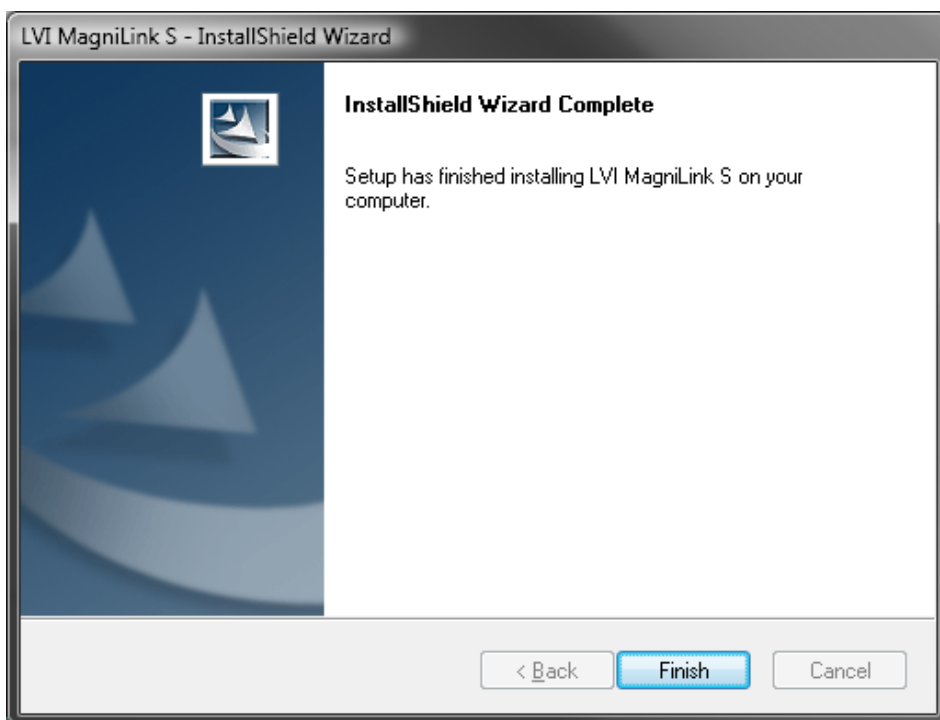 LVI MagniLink S - InstallShield Wizard
InstallShield Wizard Complete
Setup has finished installing LVI MagniLink S on your
computer.
< Back
Finish
Cancel